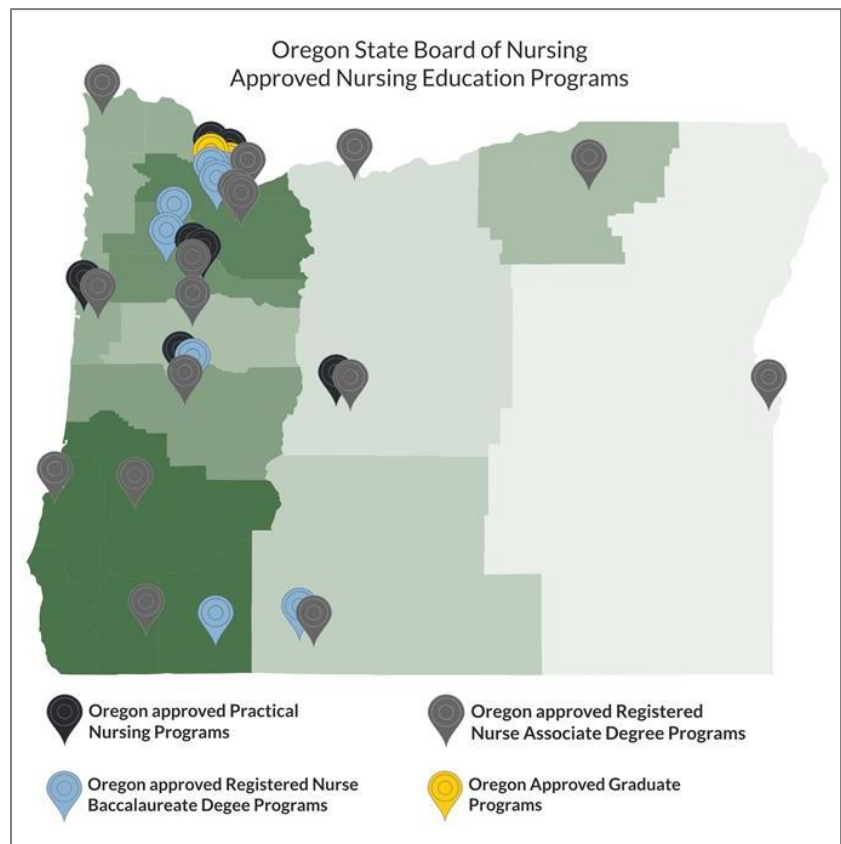 Oregon State Board of Nursing
Approved Nursing Education Programs
Oregon approved Practical
Nursing Programs
Oregon approved Registered
Nurse Associate Degree Programs
Oregon approved Registered Nurse
Baccalaureate Degee Programs
Oregon Approved Graduate
Programs